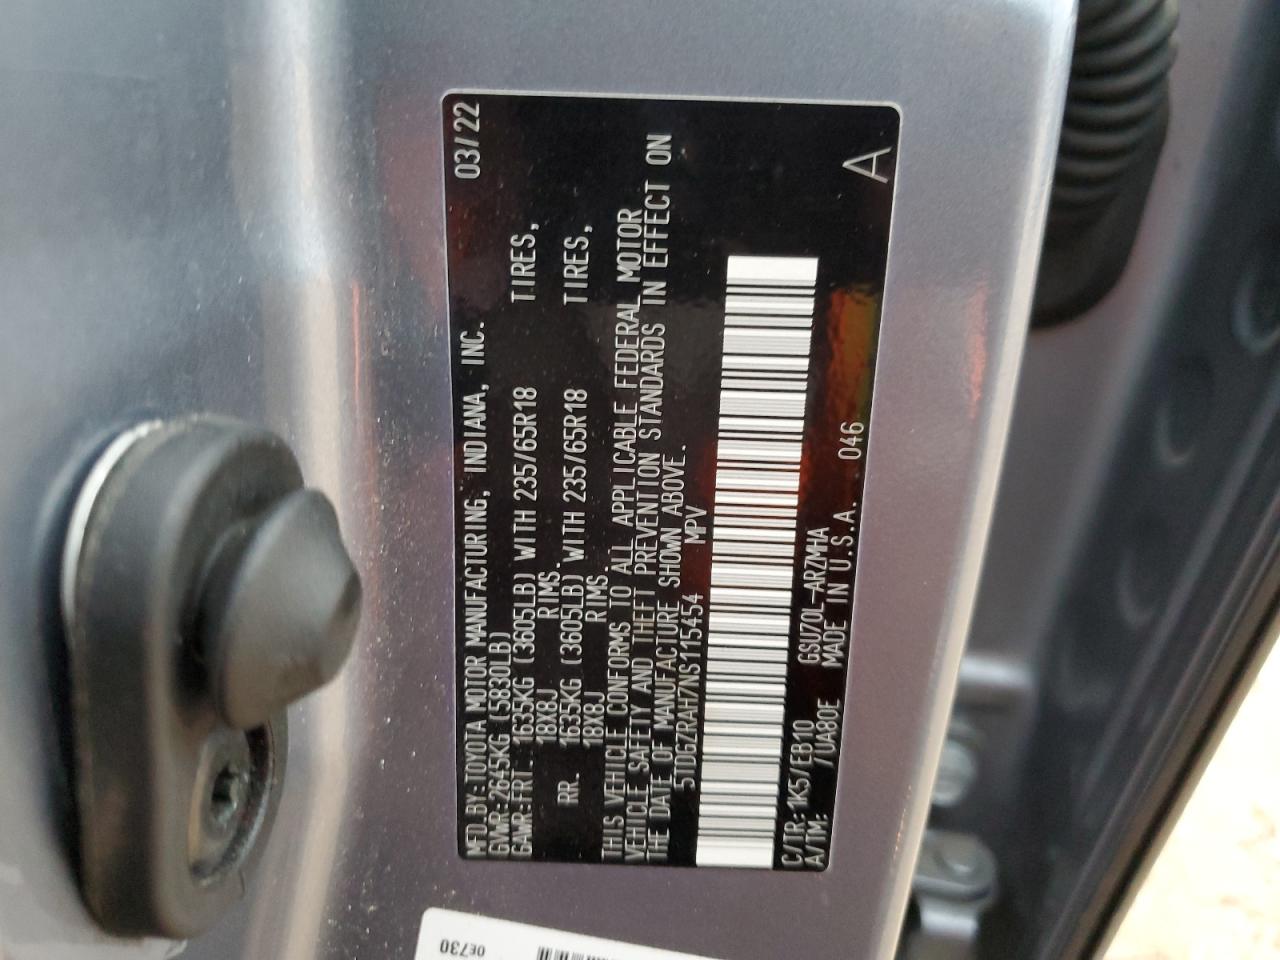 MFD.BY:TOYOTA MOTOR MANUFACTURING, INDIANA, INC. 03/22
GVWR:2645KG (5830LB)
GAWR:FRT. 1635KG (3605LB) WITH 235/65R18 TIRES,
18X8J RIMS.
RR. 1635KG (3605LB) WITH 235/65R18 TIRES,
18X8J RIMS.
THIS VEHICLE CONFORMS TO ALL APPLICABLE FEDERAL MOTOR
VEHICLE SAFETY AND THEFT PREVENTION STANDARDS IN EFFECT ON
THE DATE OF MANUFACTURE SHOWN ABOVE.
5TDGZRAH7NS115454 MPV
C/TR:1K5/EB10 GSU70L-ARZMHA
A/TM: /UA80E MADE IN U.S.A. 046
A
0E730